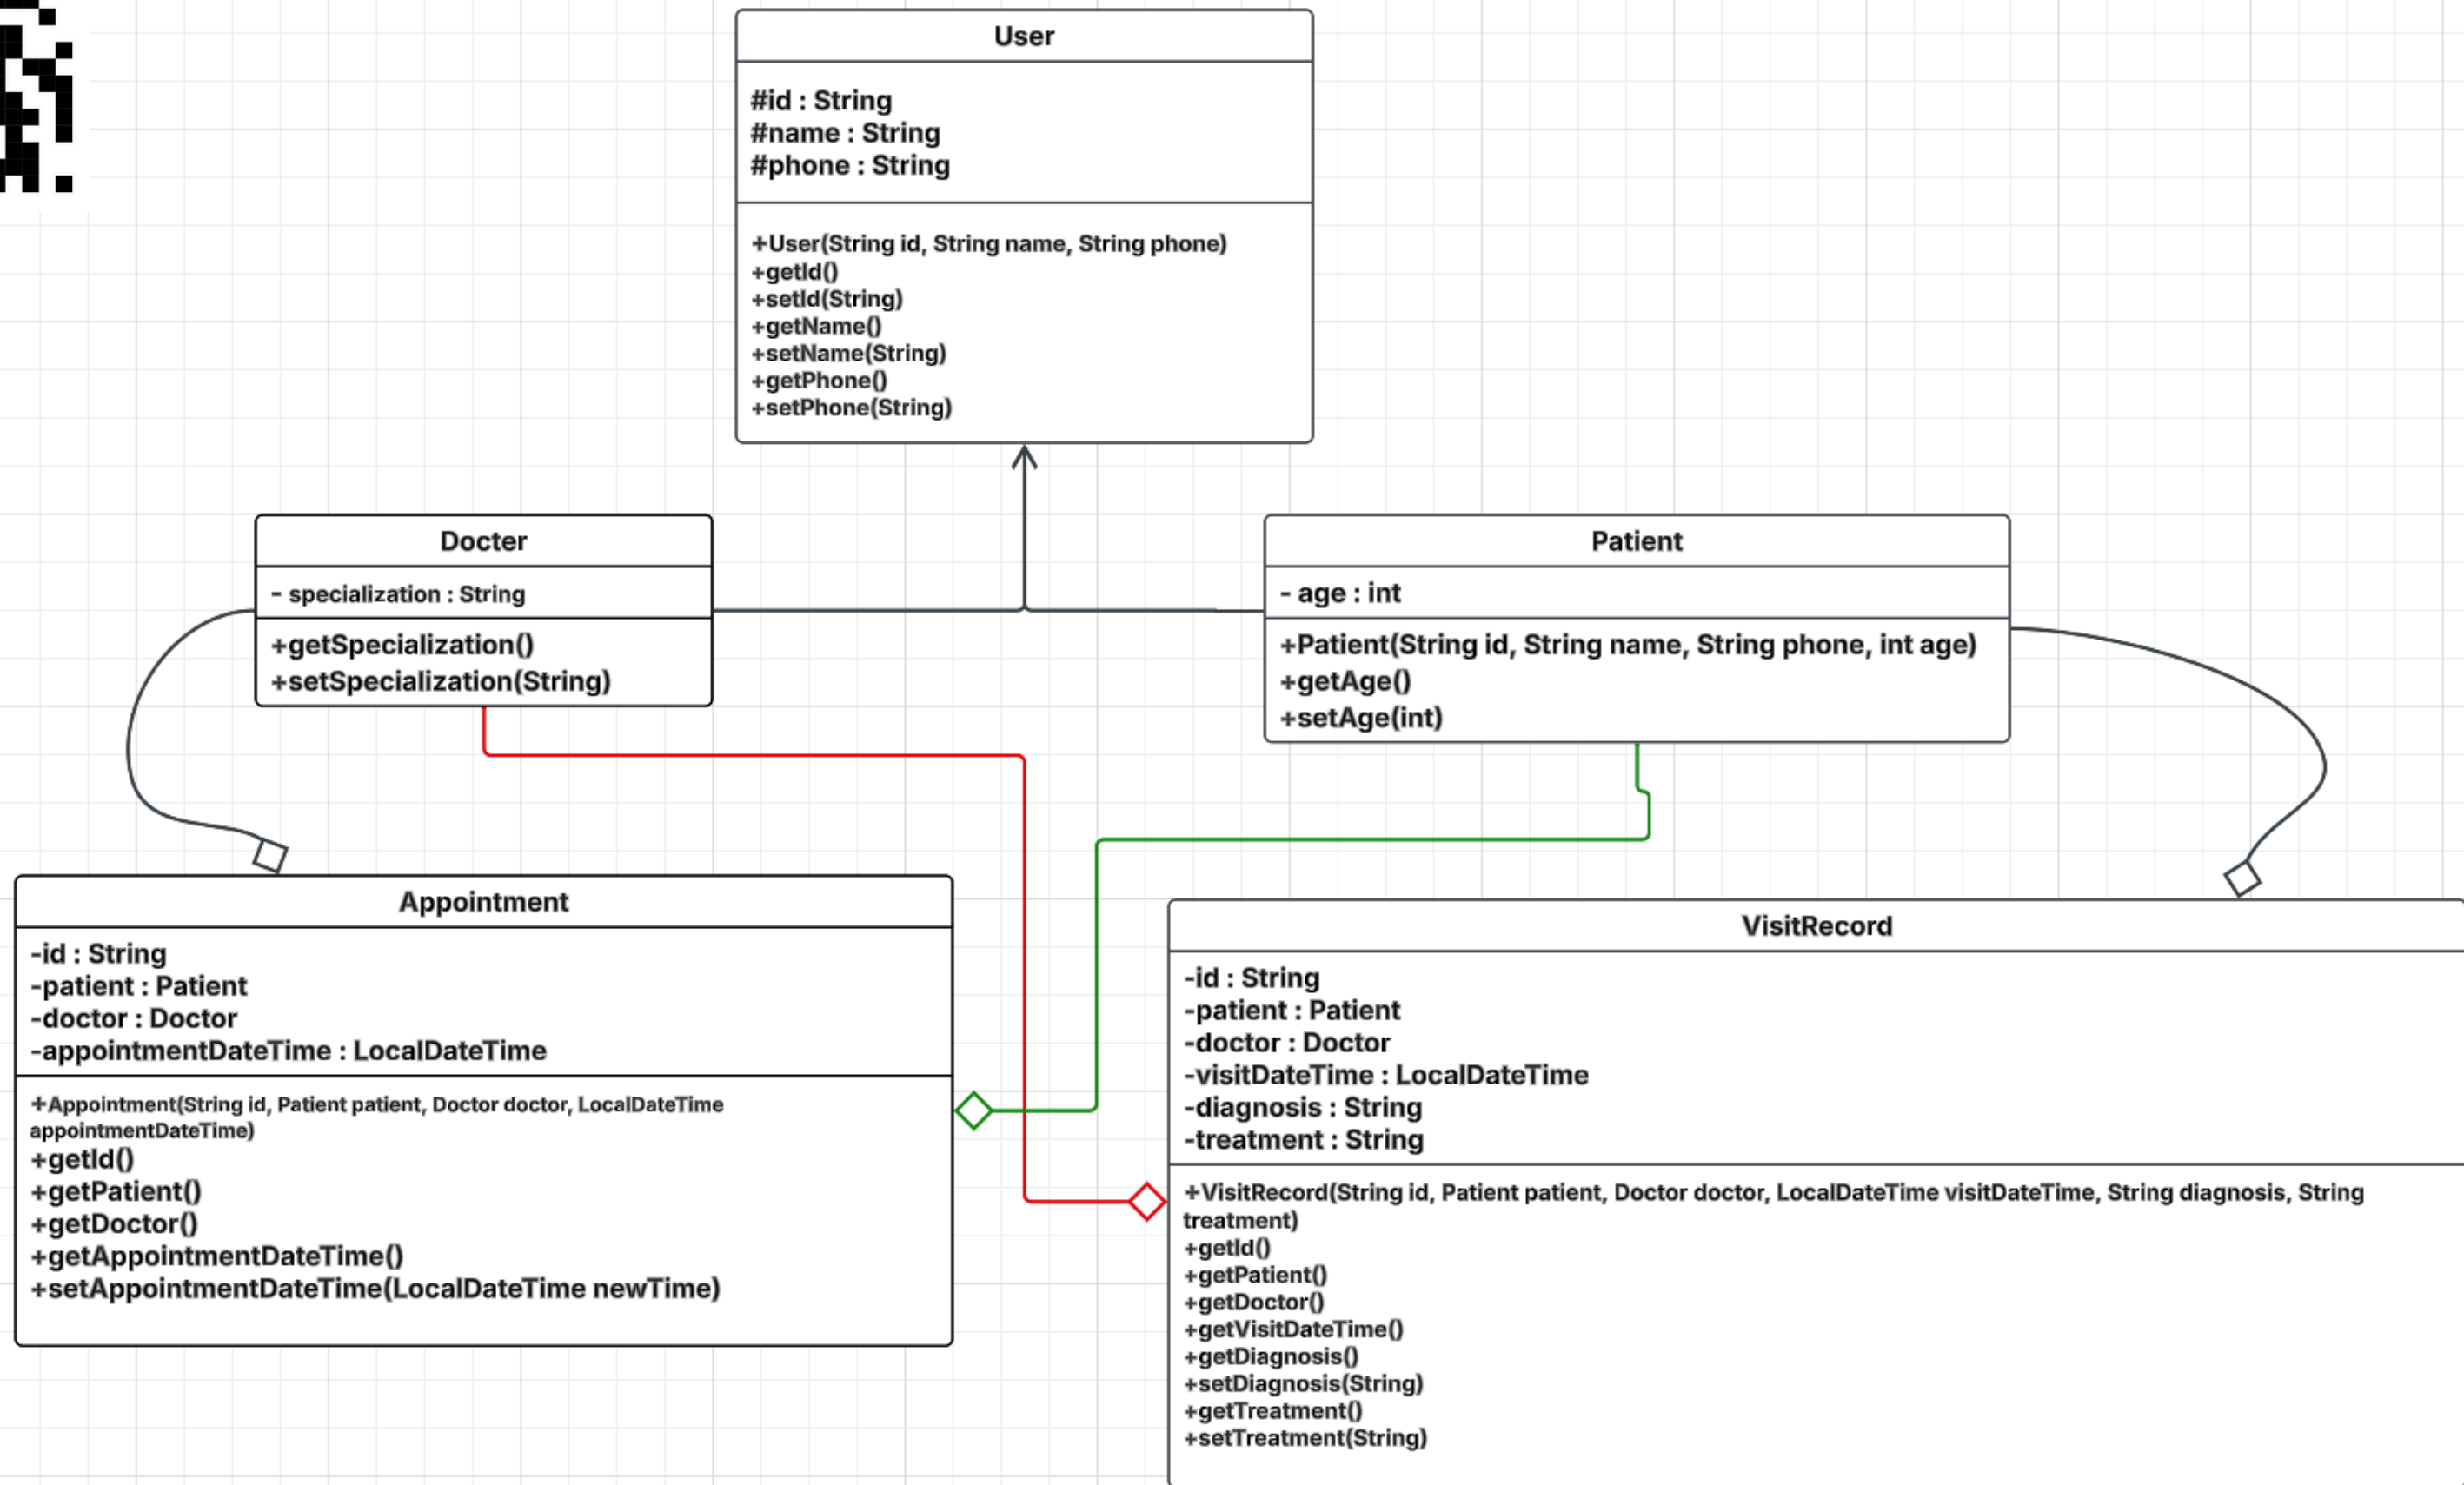 User
#id : String
#name : String
#phone : String
+User(String id, String name, String phone)
+getId()
+setId(String)
+getName()
+setName(String)
+getPhone()
+setPhone(String)
Docter
- specialization : String
+getSpecialization()
+setSpecialization(String)
Patient
- age : int
+Patient(String id, String name, String phone, int age)
+getAge()
+setAge(int)
Appointment
-id : String
-patient : Patient
-doctor : Doctor
-appointmentDateTime : LocalDateTime
+Appointment(String id, Patient patient, Doctor doctor, LocalDateTime
appointmentDateTime)
+getId()
+getPatient()
+getDoctor()
+getAppointmentDateTime()
+setAppointmentDateTime(LocalDateTime newTime)
VisitRecord
-id : String
-patient : Patient
-doctor : Doctor
-visitDateTime : LocalDateTime
-diagnosis : String
-treatment : String
+VisitRecord(String id, Patient patient, Doctor doctor, LocalDateTime visitDateTime, String diagnosis, String
treatment)
+getId()
+getPatient()
+getDoctor()
+getVisitDateTime()
+getDiagnosis()
+setDiagnosis(String)
+getTreatment()
+setTreatment(String)